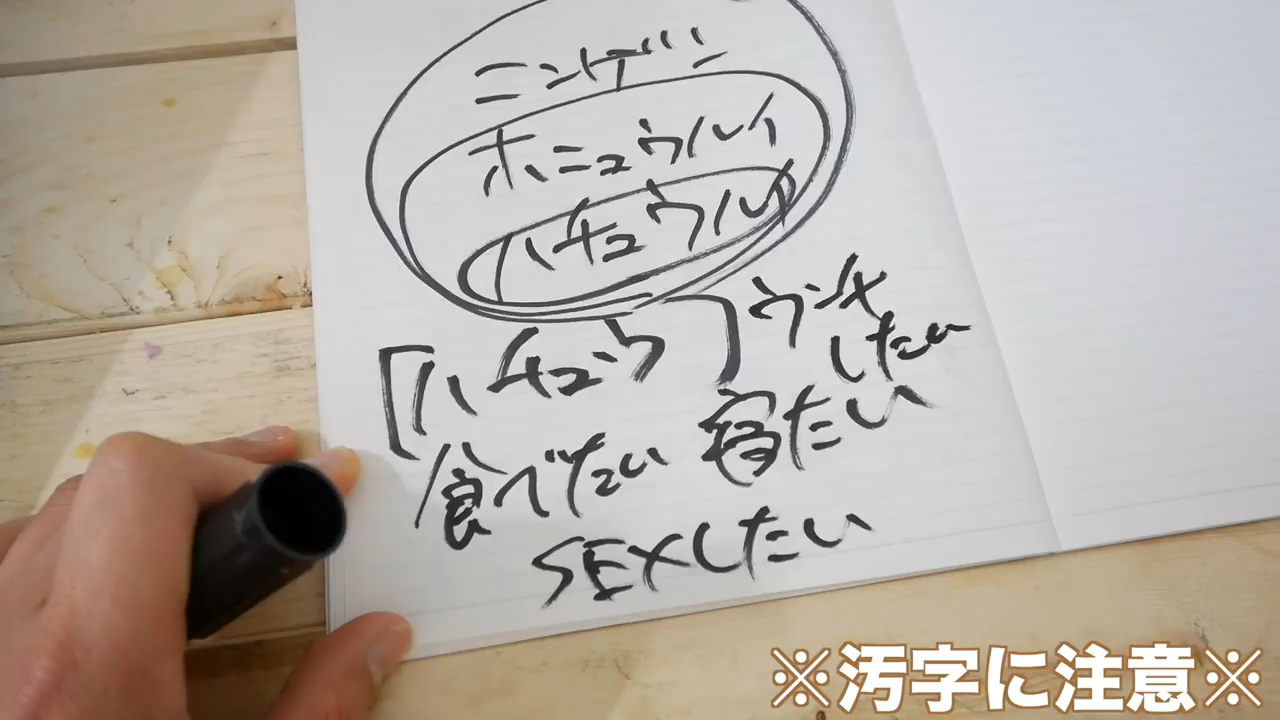 ニンゲン
ホニュウルイ
ハチュウルイ
「ハチュウ」ウンチ
したい
食べたい 寝たい
SEXしたい
※汚字に注意※